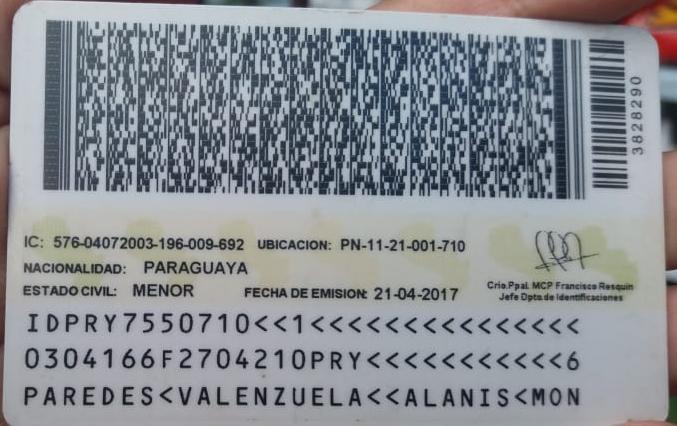 3828290
IC: 576-04072003-196-009-692 UBICACION: PN-11-21-001-710
NACIONALIDAD: PARAGUAYA
ESTADO CIVIL: MENOR FECHA DE EMISION: 21-04-2017
Crio.Ppal. MCP Francisco Resquin
Jefe Dpto.de Identificaciones
IDPRY7550710<<1<<<<<<<<<<<<<<<
0304166F2704210PRY<<<<<<<<<<<6
PAREDES<VALENZUELA<<ALANIS<MON